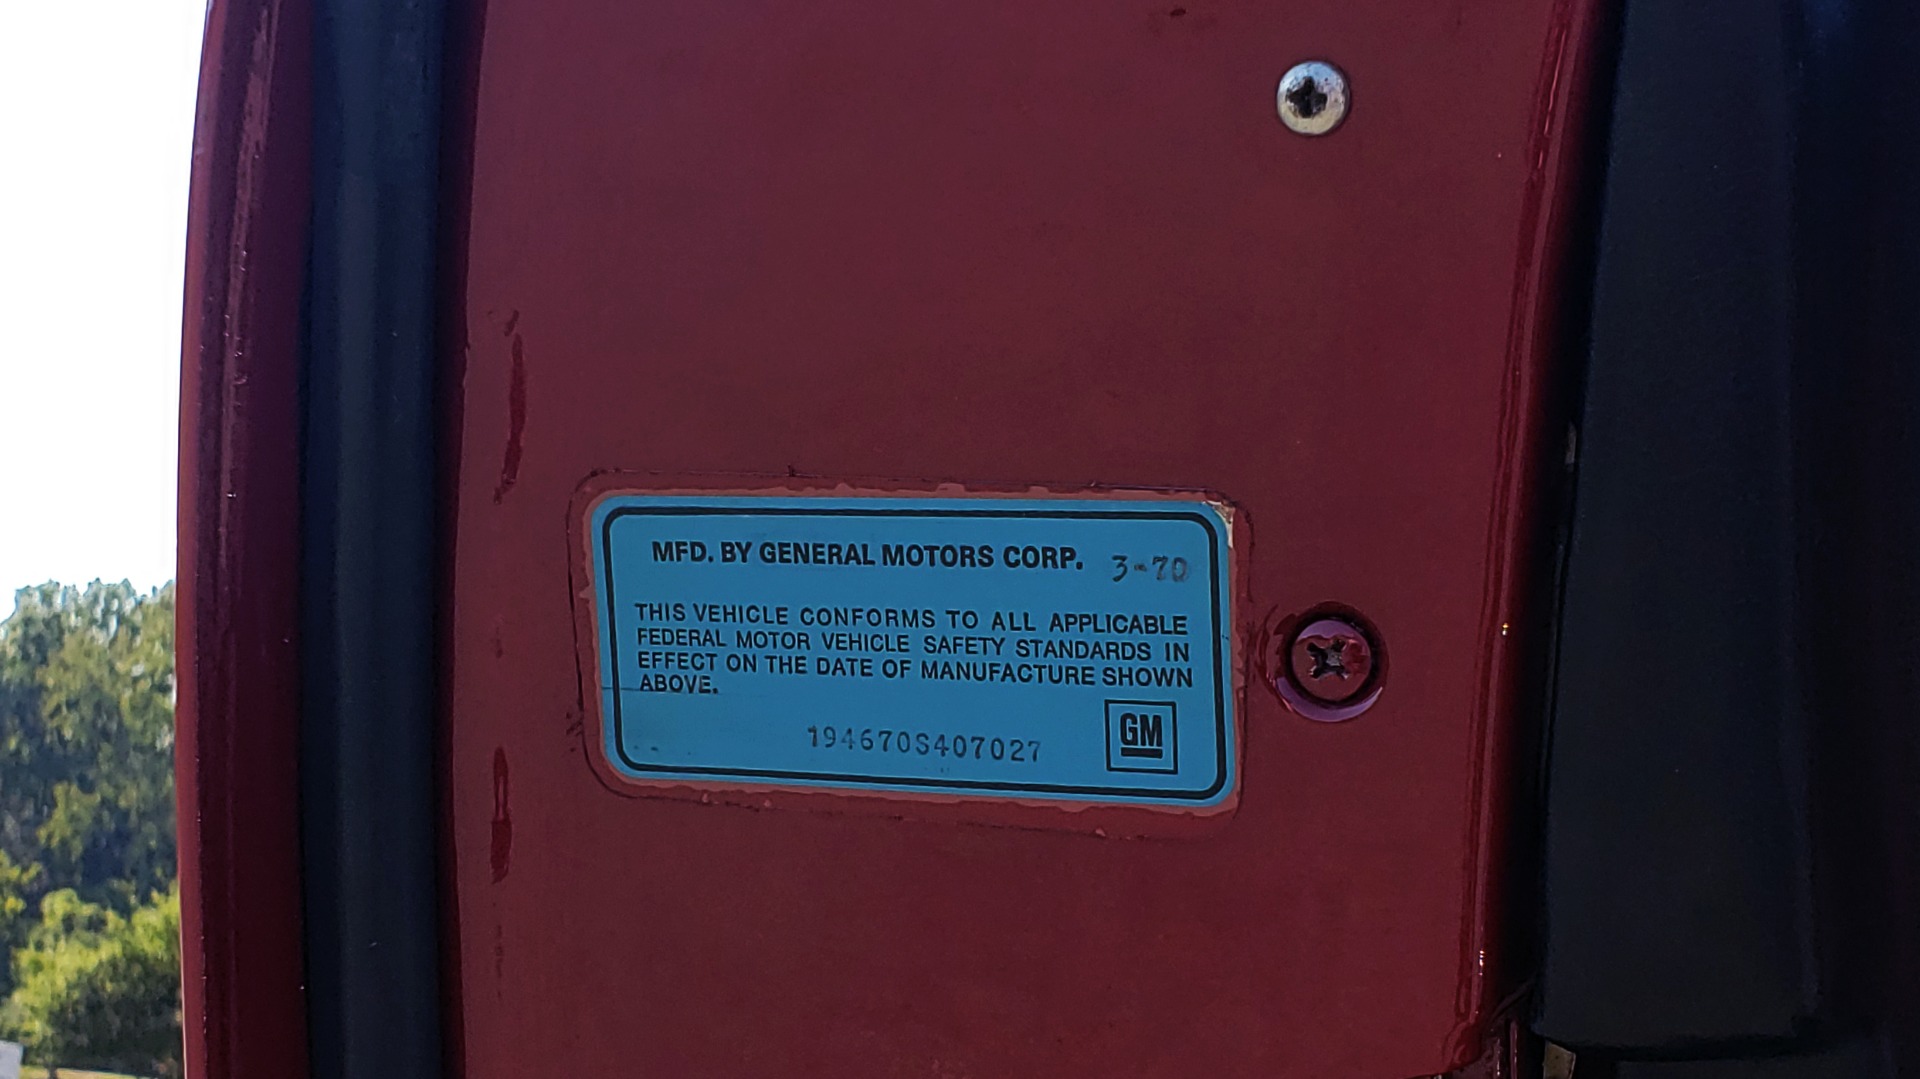 MFD. BY GENERAL MOTORS CORP. 3-70
THIS VEHICLE CONFORMS TO ALL APPLICABLE
FEDERAL MOTOR VEHICLE SAFETY STANDARDS IN
EFFECT ON THE DATE OF MANUFACTURE SHOWN
ABOVE.
194670S407027
GM